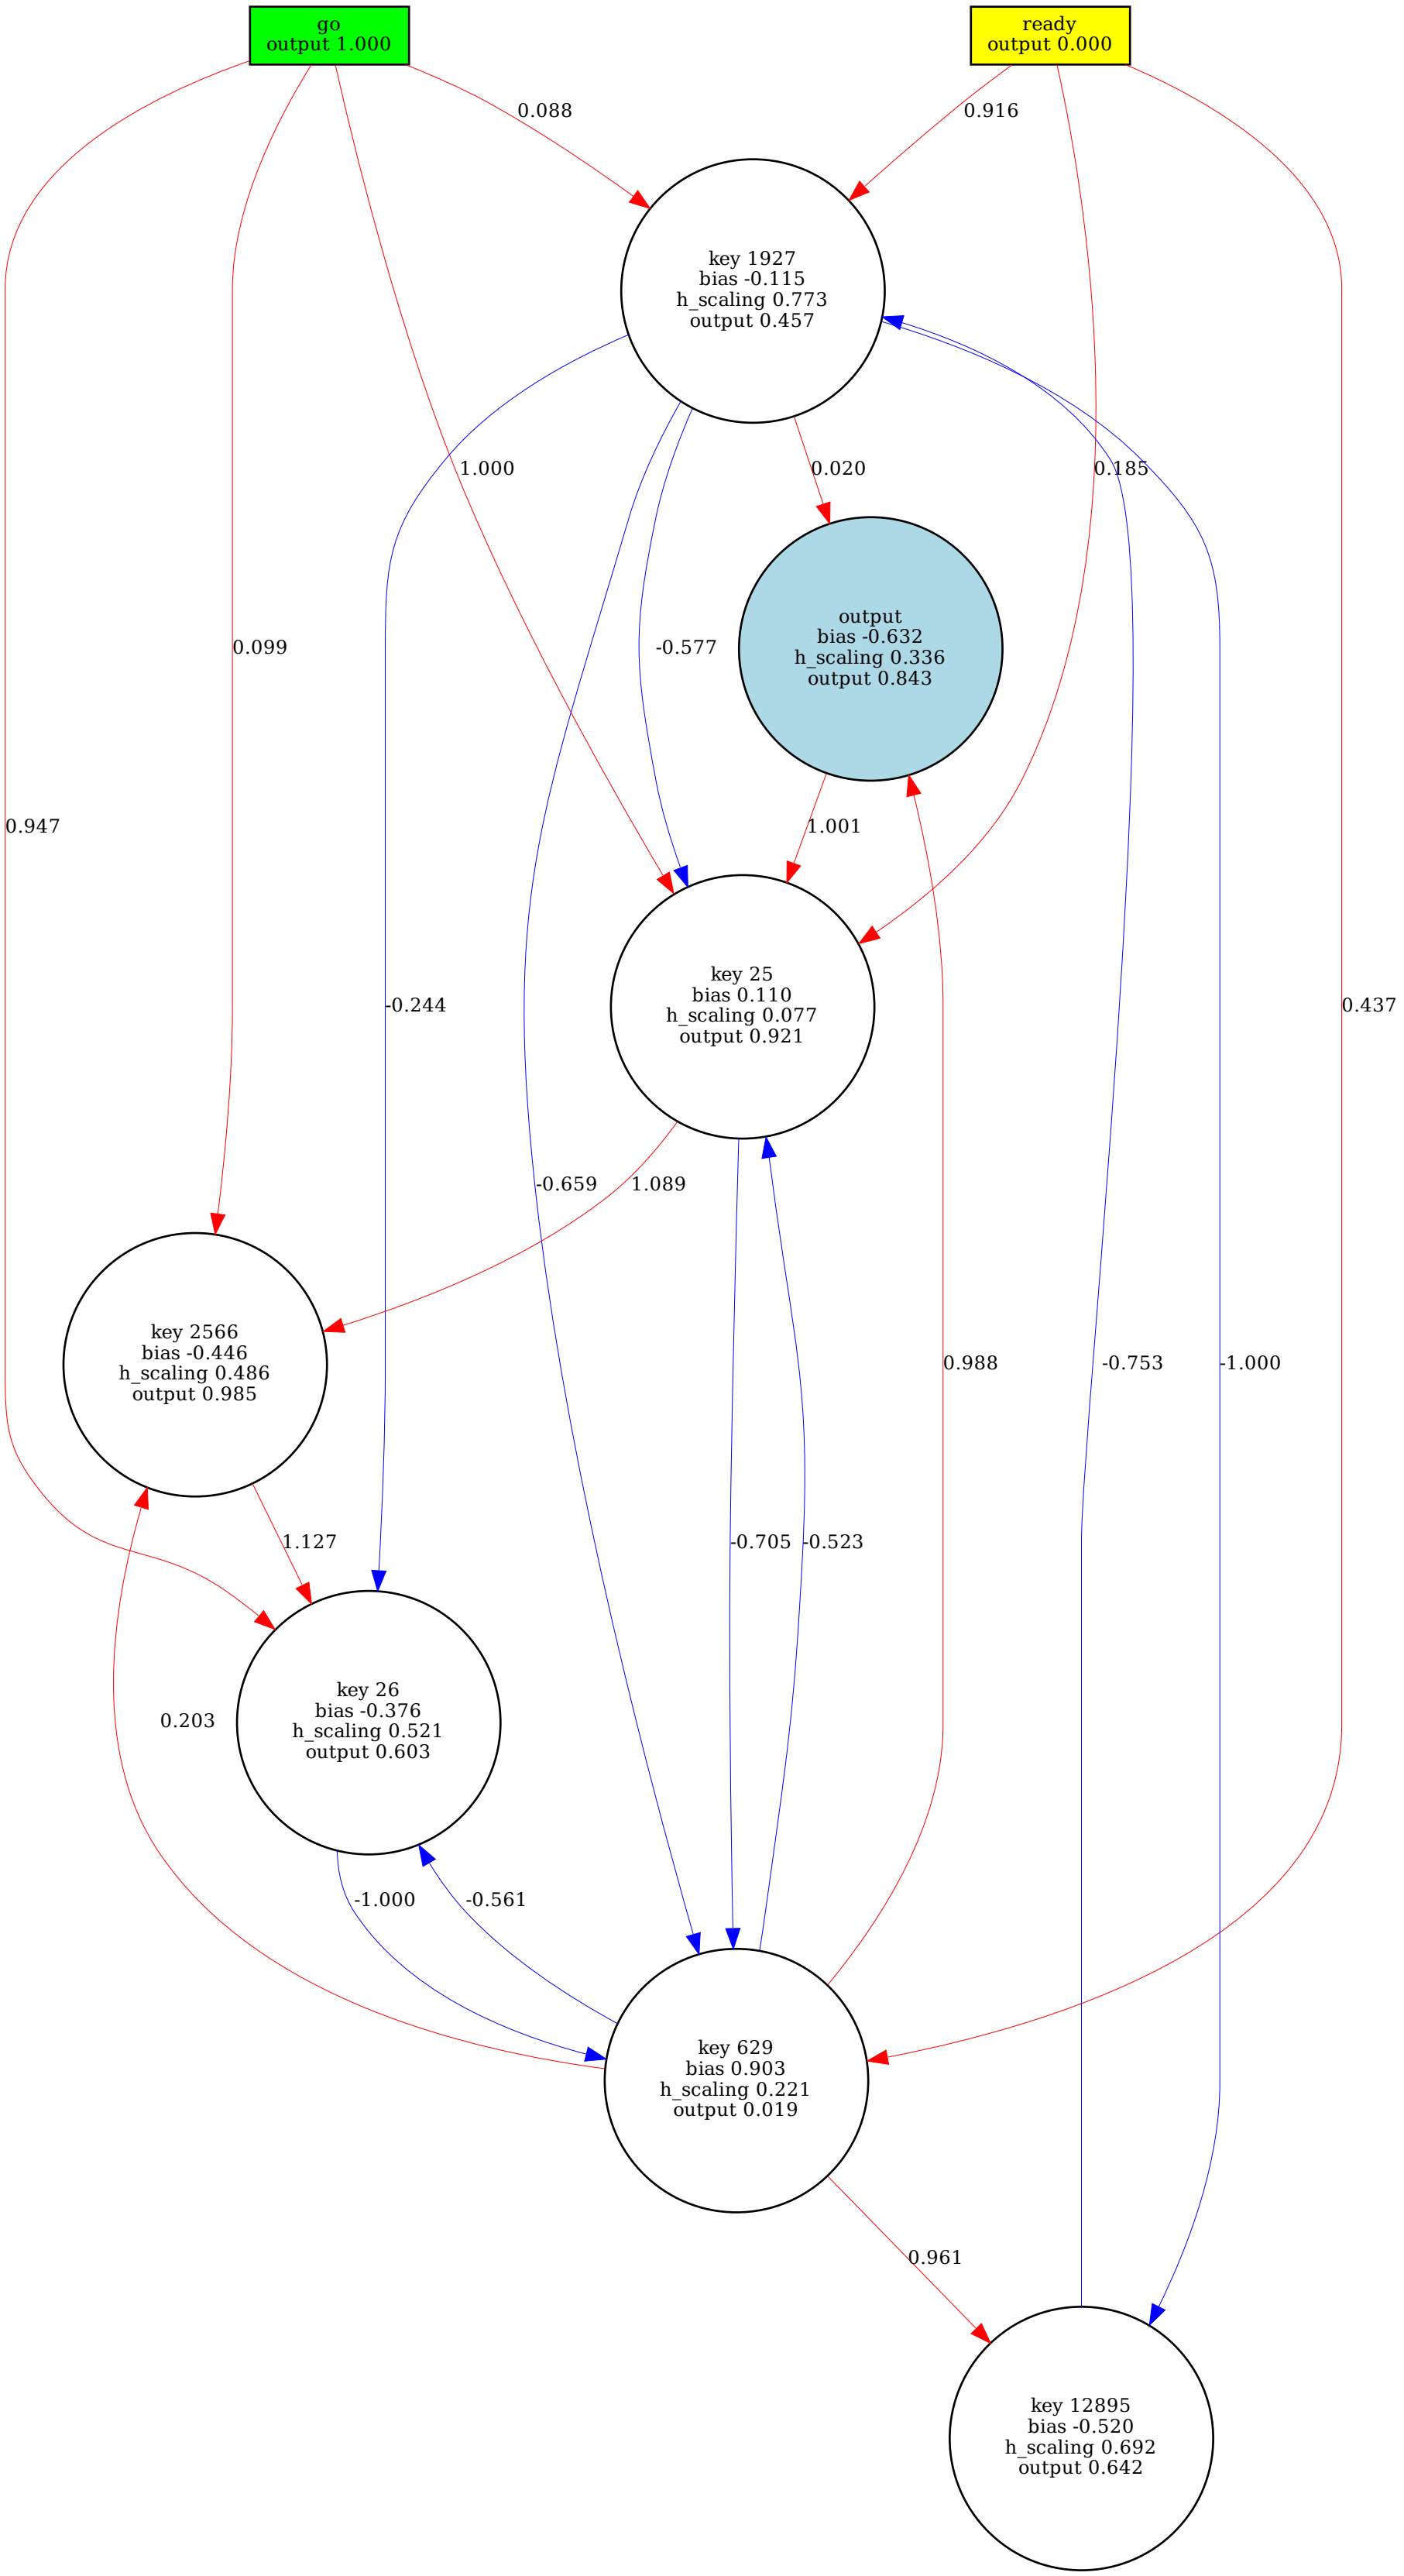 go
output 1.000
ready
output 0.000
0.088
0.916
key 1927
bias -0.115
h_scaling 0.773
output 0.457
1.000
0.020
0.185
0.099
-0.577
output
bias -0.632
h_scaling 0.336
output 0.843
0.947
1.001
-0.244
key 25
bias 0.110
h_scaling 0.077
output 0.921
0.437
-0.659
1.089
key 2566
bias -0.446
h_scaling 0.486
output 0.985
0.988
-0.753
-1.000
1.127
-0.705
-0.523
0.203
key 26
bias -0.376
h_scaling 0.521
output 0.603
-1.000
-0.561
key 629
bias 0.903
h_scaling 0.221
output 0.019
0.961
key 12895
bias -0.520
h_scaling 0.692
output 0.642